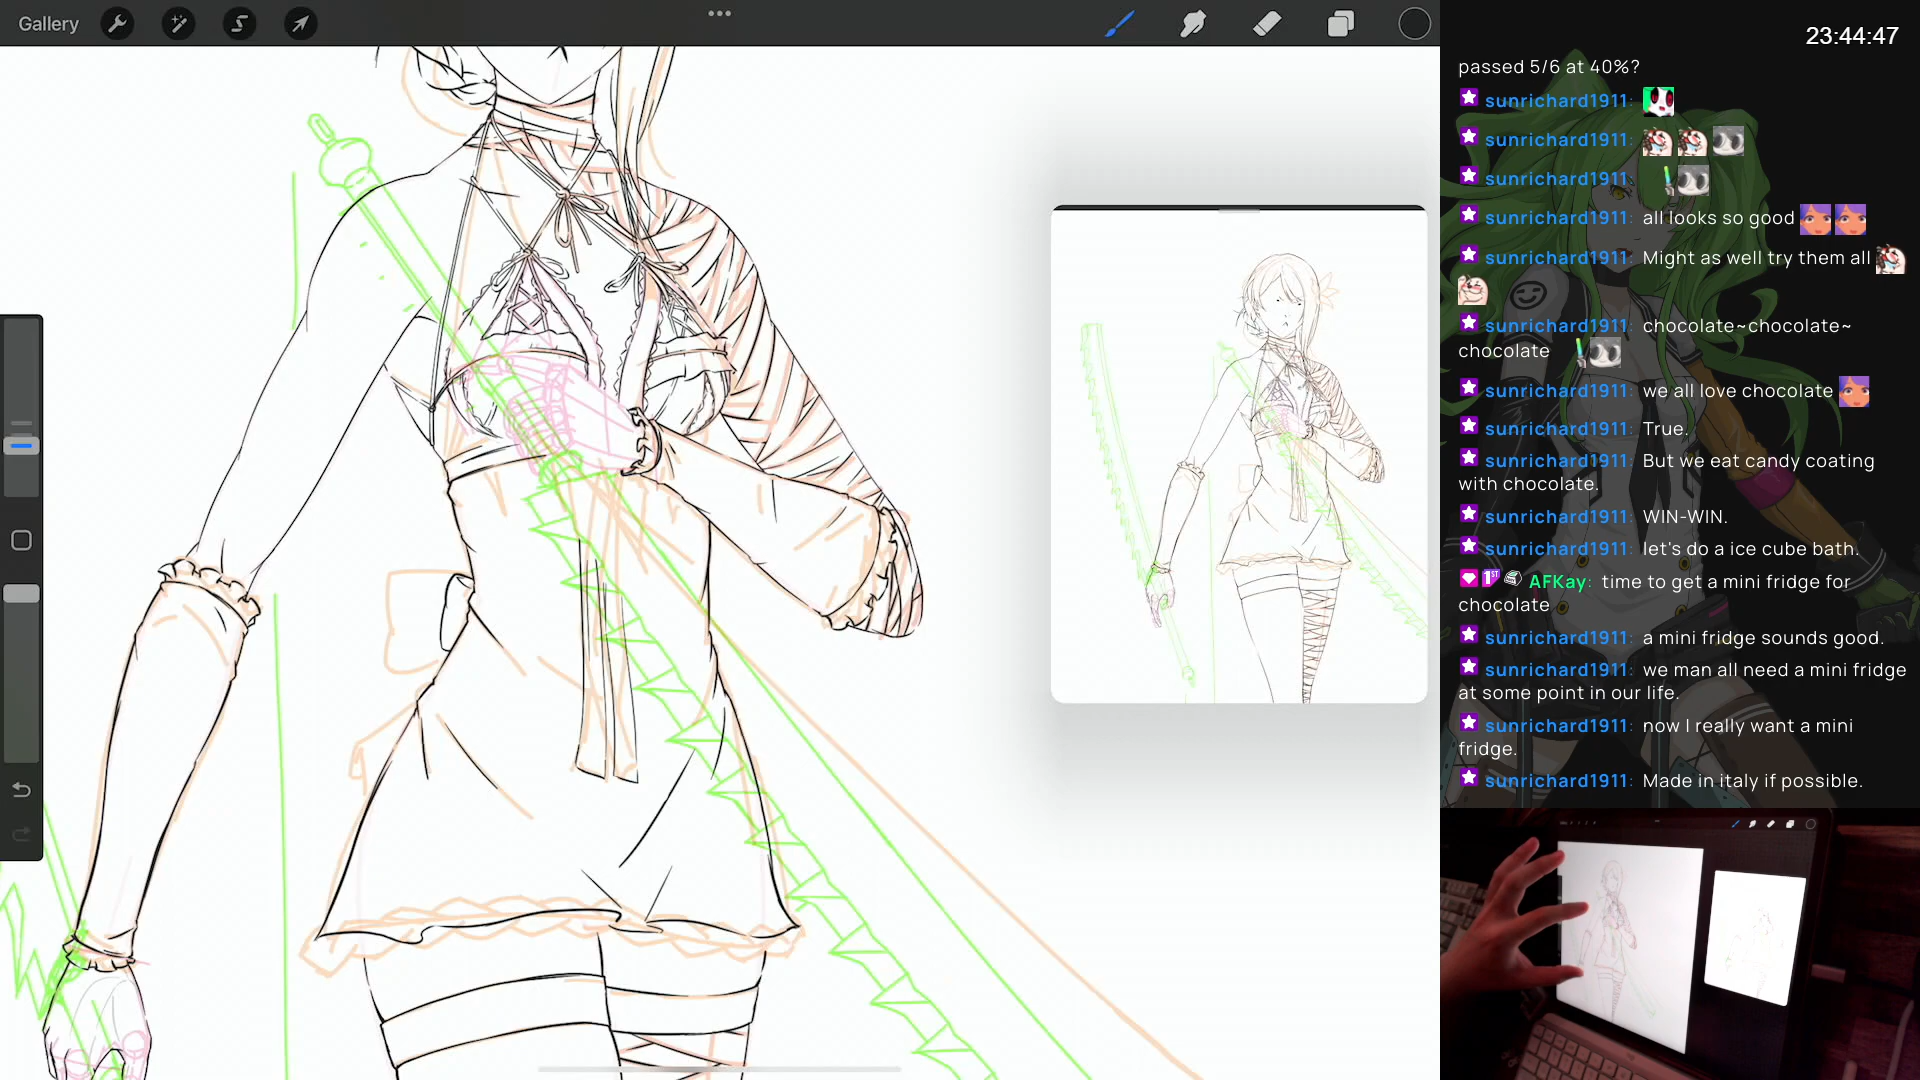 Gallery
23:44:47
passed 5/6 at 40%?
sunrichard1911:
sunrichard1911:
sunrichard1911:
sunrichard1911: all looks so good
sunrichard1911: Might as well try them all
sunrichard1911: chocolate~chocolate~
chocolate
sunrichard1911: we all love chocolate
sunrichard1911: True.
sunrichard1911: But we eat candy coating
with chocolate.
sunrichard1911: WIN-WIN.
sunrichard1911: let's do a ice cube bath.
1ST AFKay: time to get a mini fridge for
chocolate
sunrichard1911: a mini fridge sounds good.
sunrichard1911: we man all need a mini fridge
at some point in our life.
sunrichard1911: now I really want a mini
fridge.
sunrichard1911: Made in italy if possible.